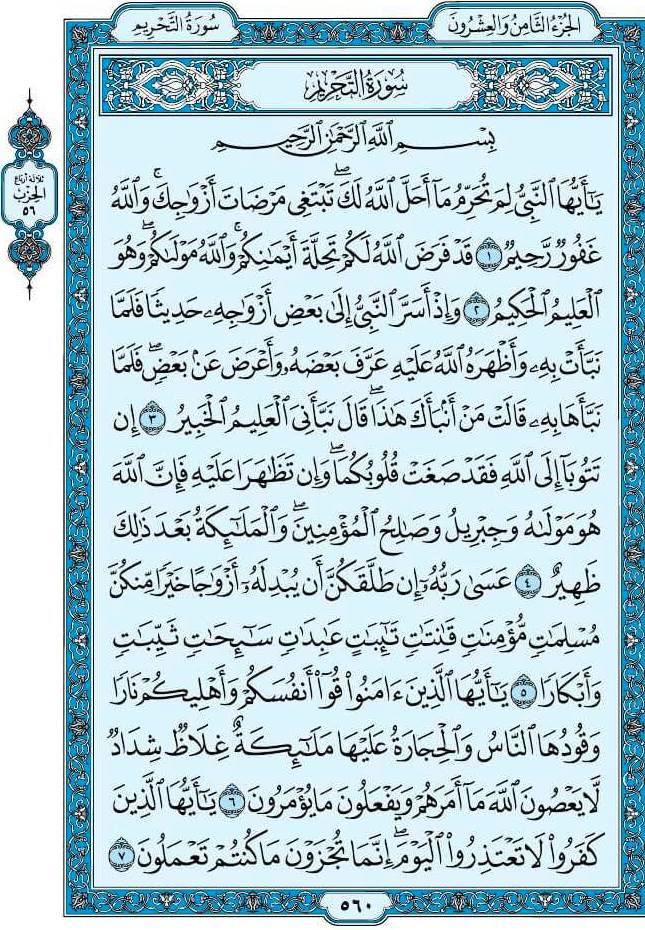 الجُزْءُ الثَّامِنُ وَالعِشْرُونَ
سُورَةُ التَّحْرِيمِ
سُورَةُ التَّحْرِيمِ
ثلاثة أرباع
الحِزْب
٥٦
بِسْمِ ٱللَّهِ ٱلرَّحْمَٰنِ ٱلرَّحِيمِ
يَـٰٓأَيُّهَا ٱلنَّبِىُّ لِمَ تُحَرِّمُ مَآ أَحَلَّ ٱللَّهُ لَكَ ۖ تَبْتَغِى مَرْضَاتَ أَزْوَٰجِكَ ۚ وَٱللَّهُ
غَفُورٌ رَّحِيمٌ ١ قَدْ فَرَضَ ٱللَّهُ لَكُمْ تَحِلَّةَ أَيْمَـٰنِكُمْ ۚ وَٱللَّهُ مَوْلَىٰكُمْ ۖ وَهُوَ
ٱلْعَلِيمُ ٱلْحَكِيمُ ٢ وَإِذْ أَسَرَّ ٱلنَّبِىُّ إِلَىٰ بَعْضِ أَزْوَٰجِهِۦ حَدِيثًا فَلَمَّا
نَبَّأَتْ بِهِۦ وَأَظْهَرَهُ ٱللَّهُ عَلَيْهِ عَرَّفَ بَعْضَهُۥ وَأَعْرَضَ عَنۢ بَعْضٍ ۖ فَلَمَّا
نَبَّأَهَا بِهِۦ قَالَتْ مَنْ أَنۢبَأَكَ هَـٰذَا ۖ قَالَ نَبَّأَنِىَ ٱلْعَلِيمُ ٱلْخَبِيرُ ٣ إِن
تَتُوبَآ إِلَى ٱللَّهِ فَقَدْ صَغَتْ قُلُوبُكُمَا ۖ وَإِن تَظَـٰهَرَا عَلَيْهِ فَإِنَّ ٱللَّهَ
هُوَ مَوْلَىٰهُ وَجِبْرِيلُ وَصَـٰلِحُ ٱلْمُؤْمِنِينَ ۖ وَٱلْمَلَـٰٓئِكَةُ بَعْدَ ذَٰلِكَ
ظَهِيرٌ ٤ عَسَىٰ رَبُّهُۥٓ إِن طَلَّقَكُنَّ أَن يُبْدِلَهُۥٓ أَزْوَٰجًا خَيْرًا مِّنكُنَّ
مُسْلِمَـٰتٍ مُّؤْمِنَـٰتٍ قَـٰنِتَـٰتٍ تَـٰٓئِبَـٰتٍ عَـٰبِدَٰتٍ سَـٰٓئِحَـٰتٍ ثَيِّبَـٰتٍ
وَأَبْكَارًا ٥ يَـٰٓأَيُّهَا ٱلَّذِينَ ءَامَنُوا۟ قُوٓا۟ أَنفُسَكُمْ وَأَهْلِيكُمْ نَارًا
وَقُودُهَا ٱلنَّاسُ وَٱلْحِجَارَةُ عَلَيْهَا مَلَـٰٓئِكَةٌ غِلَاظٌ شِدَادٌ
لَّا يَعْصُونَ ٱللَّهَ مَآ أَمَرَهُمْ وَيَفْعَلُونَ مَا يُؤْمَرُونَ ٦ يَـٰٓأَيُّهَا ٱلَّذِينَ
كَفَرُوا۟ لَا تَعْتَذِرُوا۟ ٱلْيَوْمَ ۖ إِنَّمَا تُجْزَوْنَ مَا كُنتُمْ تَعْمَلُونَ ٧
٥٦٠